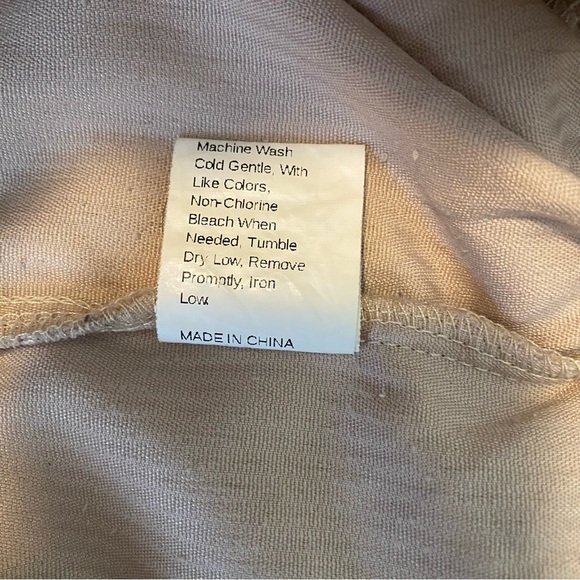 Machine Wash
Cold Gentle, With
Like Colors,
Non-Chlorine
Bleach When
Needed, Tumble
Dry Low, Remove
Promptly, Iron
Low.
MADE IN CHINA